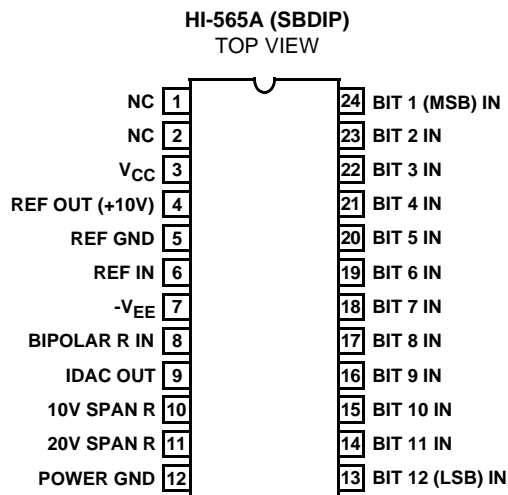 HI-565A (SBDIP)
TOP VIEW
NC 1 24 BIT 1 (MSB) IN
NC 2 23 BIT 2 IN
VCC 3 22 BIT 3 IN
REF OUT (+10V) 4 21 BIT 4 IN
REF GND 5 20 BIT 5 IN
REF IN 6 19 BIT 6 IN
-VEE 7 18 BIT 7 IN
BIPOLAR R IN 8 17 BIT 8 IN
IDAC OUT 9 16 BIT 9 IN
10V SPAN R 10 15 BIT 10 IN
20V SPAN R 11 14 BIT 11 IN
POWER GND 12 13 BIT 12 (LSB) IN